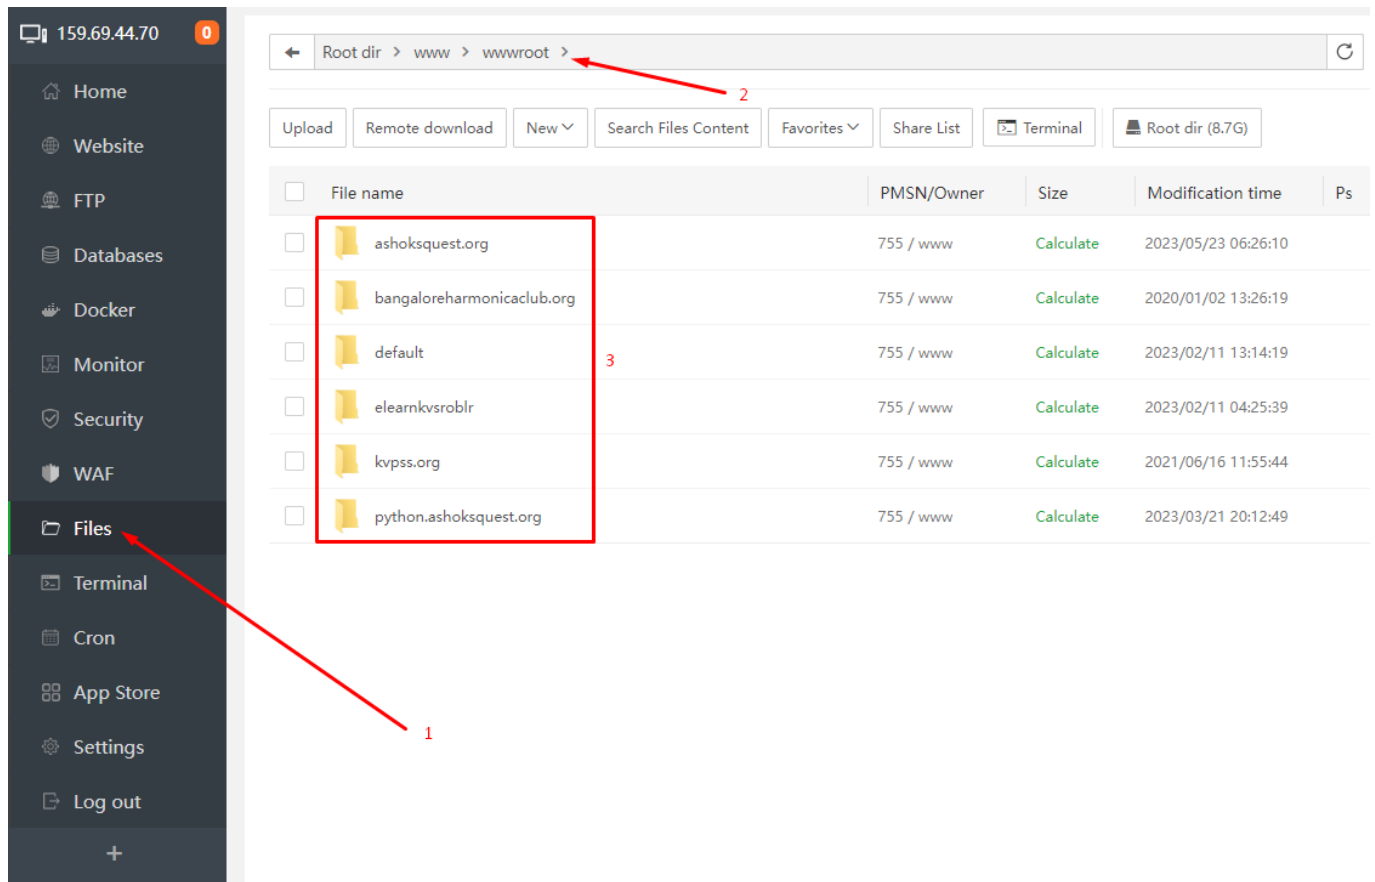 159.69.44.70 0
Home
Website
FTP
Databases
Docker
Monitor
Security
WAF
Files
Terminal
Cron
App Store
Settings
Log out
+
Root dir > www > wwwroot >
2
Upload Remote download New Search Files Content Favorites Share List Terminal Root dir (8.7G)
File name PMSN/Owner Size Modification time Ps
ashoksquest.org 755 / www Calculate 2023/05/23 06:26:10
bangaloreharmonicaclub.org 755 / www Calculate 2020/01/02 13:26:19
default 755 / www Calculate 2023/02/11 13:14:19
3
elearnkvsroblr 755 / www Calculate 2023/02/11 04:25:39
kvpss.org 755 / www Calculate 2021/06/16 11:55:44
python.ashoksquest.org 755 / www Calculate 2023/03/21 20:12:49
1